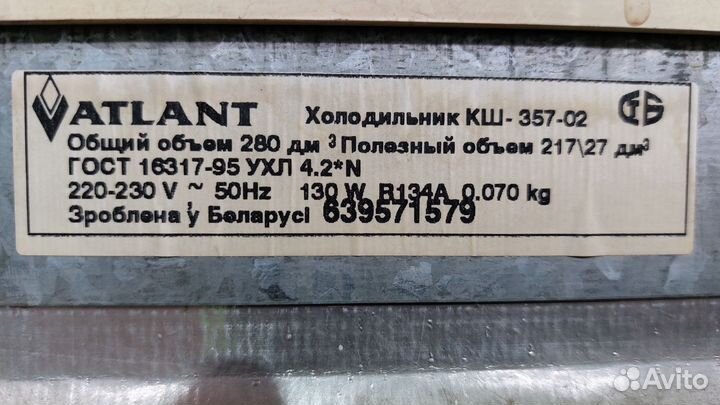 ATLANT Холодильник КШ- 357-02
Общий объем 280 дм ³ Полезный объем 217\27 дм³
ГОСТ 16317-95 УХЛ 4.2*N
220-230 V ~ 50Hz 130 W R134A 0.070 kg
Зроблена у Беларусі 639571579
Avito